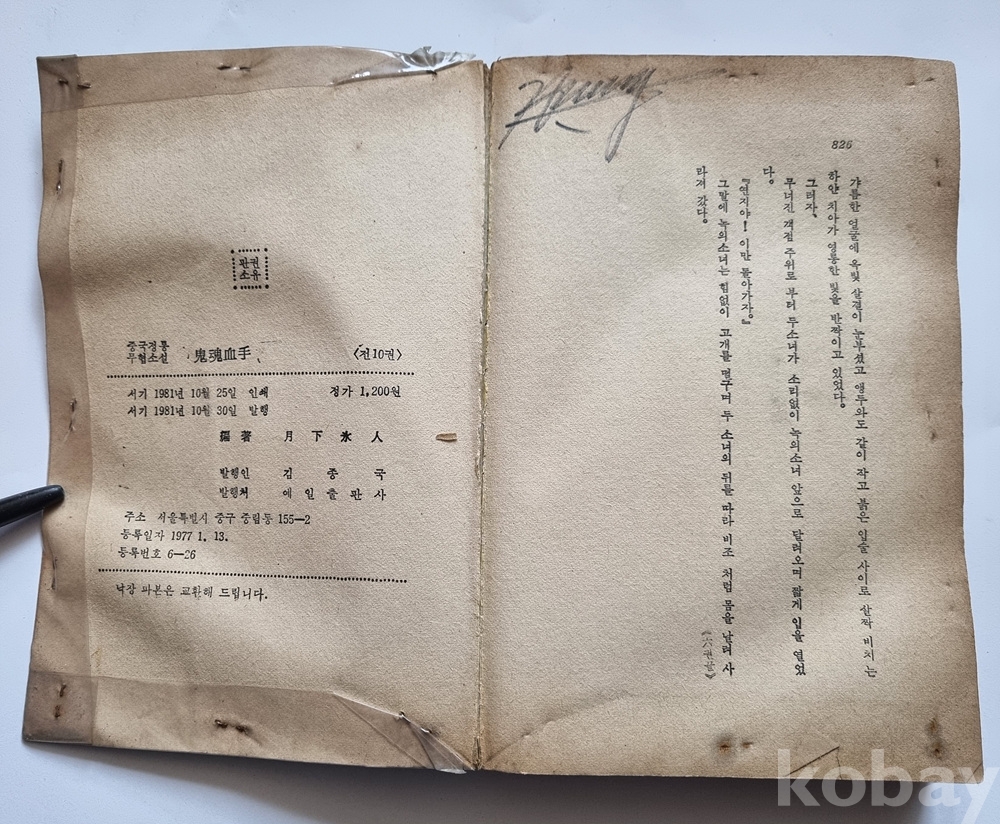 826
갸름한 얼굴에 옥빛 살결이 눈부셨고 앵두와도 같이 작고 붉은 입술 사이로 살짝 비치는
하얀 치아가 영롱한 빛을 반짝이고 있었다.
그러자,
무너진 객점 주위로 부터 두 소녀가 소리없이 녹의소녀 앞으로 달려오며 짧게 입을 열었
다.
『연지야! 이만 돌아가자.』
그말에 녹의소녀는 힘없이 고개를 떨구며 두 소녀의 뒤를 따라 비조 처럼 몸을 날려 사
라져 갔다.
《六권끝》
판권
소유
중국정통
무협소설 鬼魂血手 〈전10권〉
서기 1981년 10월 25일 인쇄 정가 1,200원
서기 1981년 10월 30일 발행
編著 月下氷人
발행인 김종국
발행처 예일출판사
주소 서울특별시 중구 중림동 155—2
등록일자 1977 1. 13.
등록번호 6—26
낙장 파본은 교환해 드립니다.
kobay